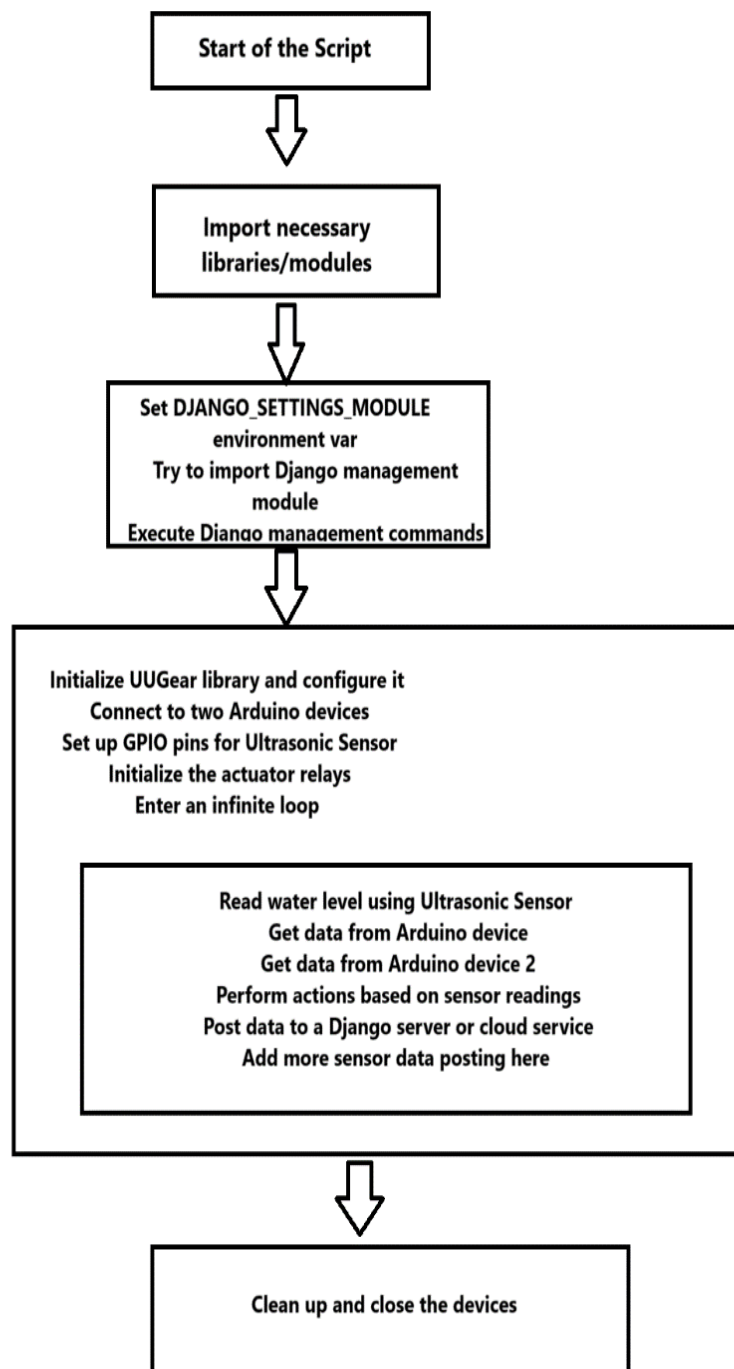 Start of the Script
Import necessary
libraries/modules
Set DJANGO_SETTINGS_MODULE
environment var
Try to import Django management
module
Execute Django management commands
Initialize UUGear library and configure it
Connect to two Arduino devices
Set up GPIO pins for Ultrasonic Sensor
Initialize the actuator relays
Enter an infinite loop
Read water level using Ultrasonic Sensor
Get data from Arduino device
Get data from Arduino device 2
Perform actions based on sensor readings
Post data to a Django server or cloud service
Add more sensor data posting here
Clean up and close the devices